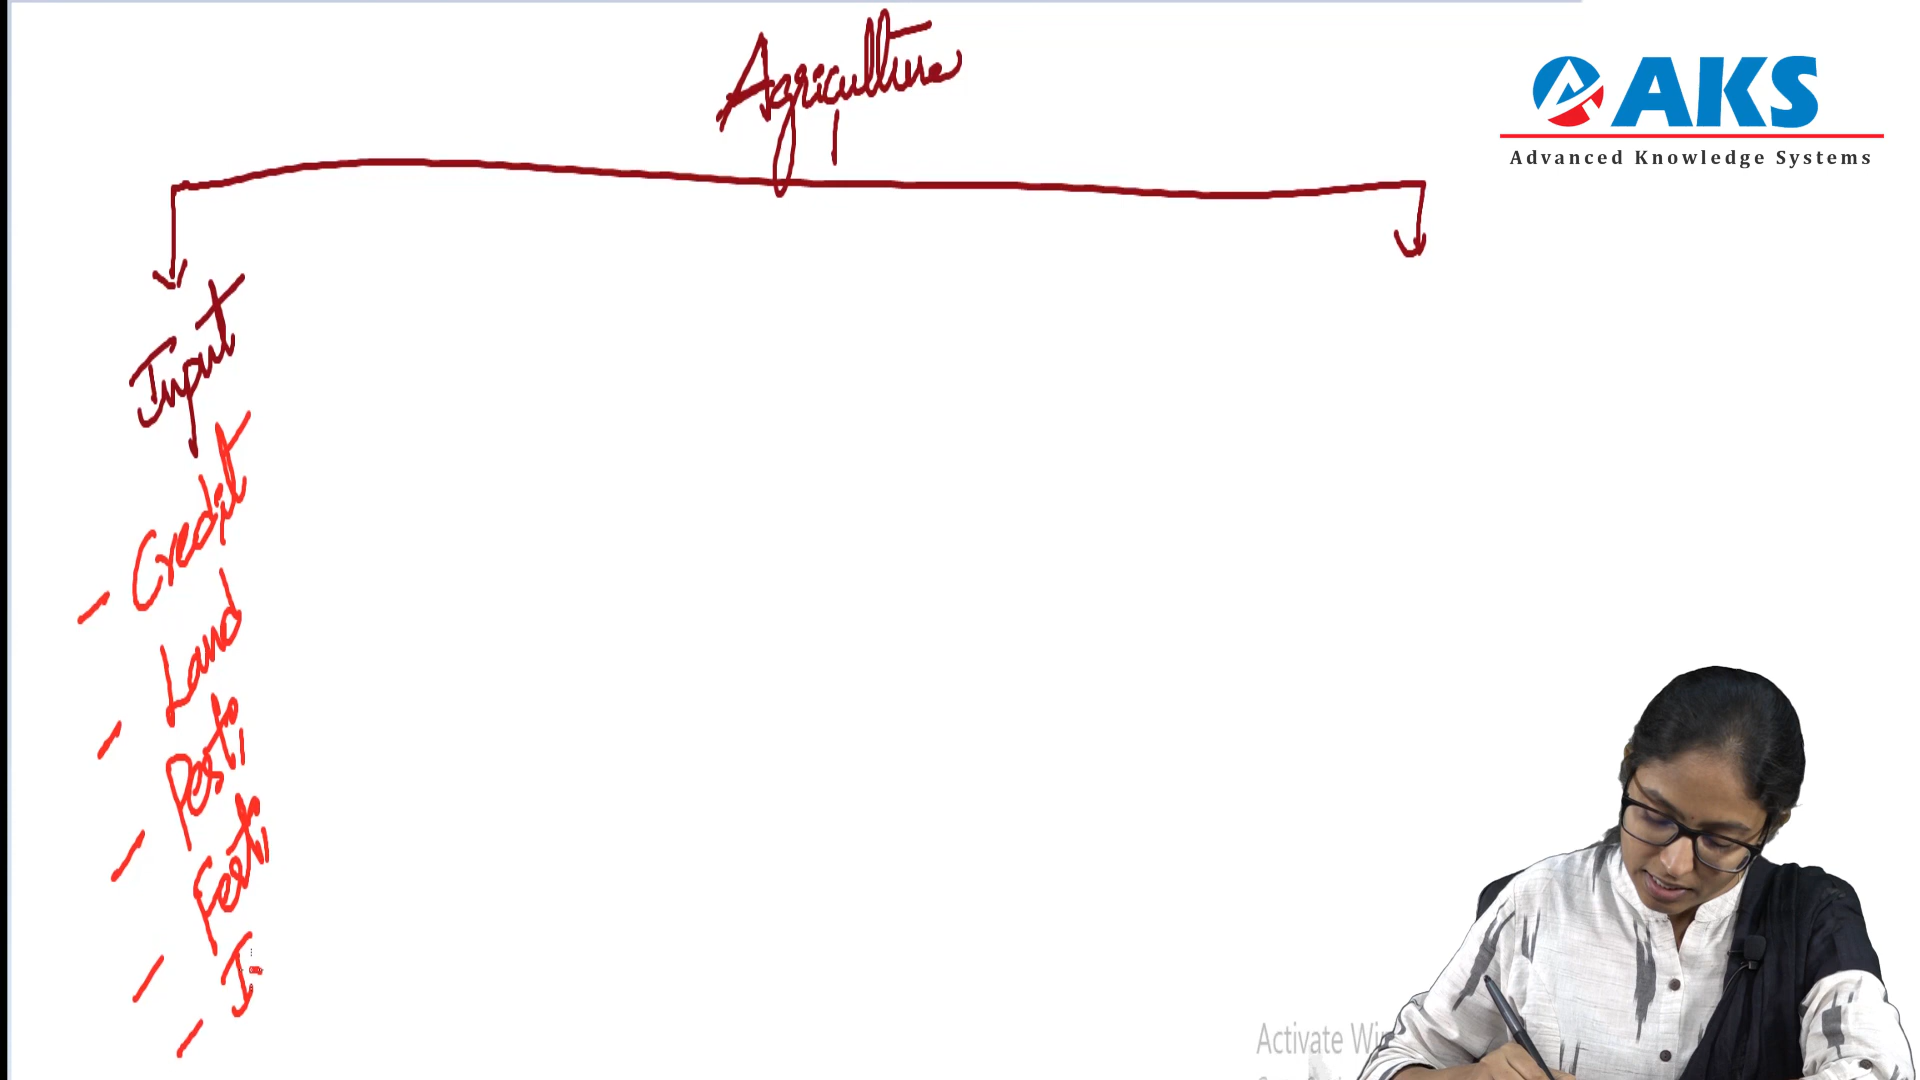 Agriculture
AKS
Advanced Knowledge Systems
Input
- Credit
- Land
- Pesti
- Ferti
- I
Activate Wi